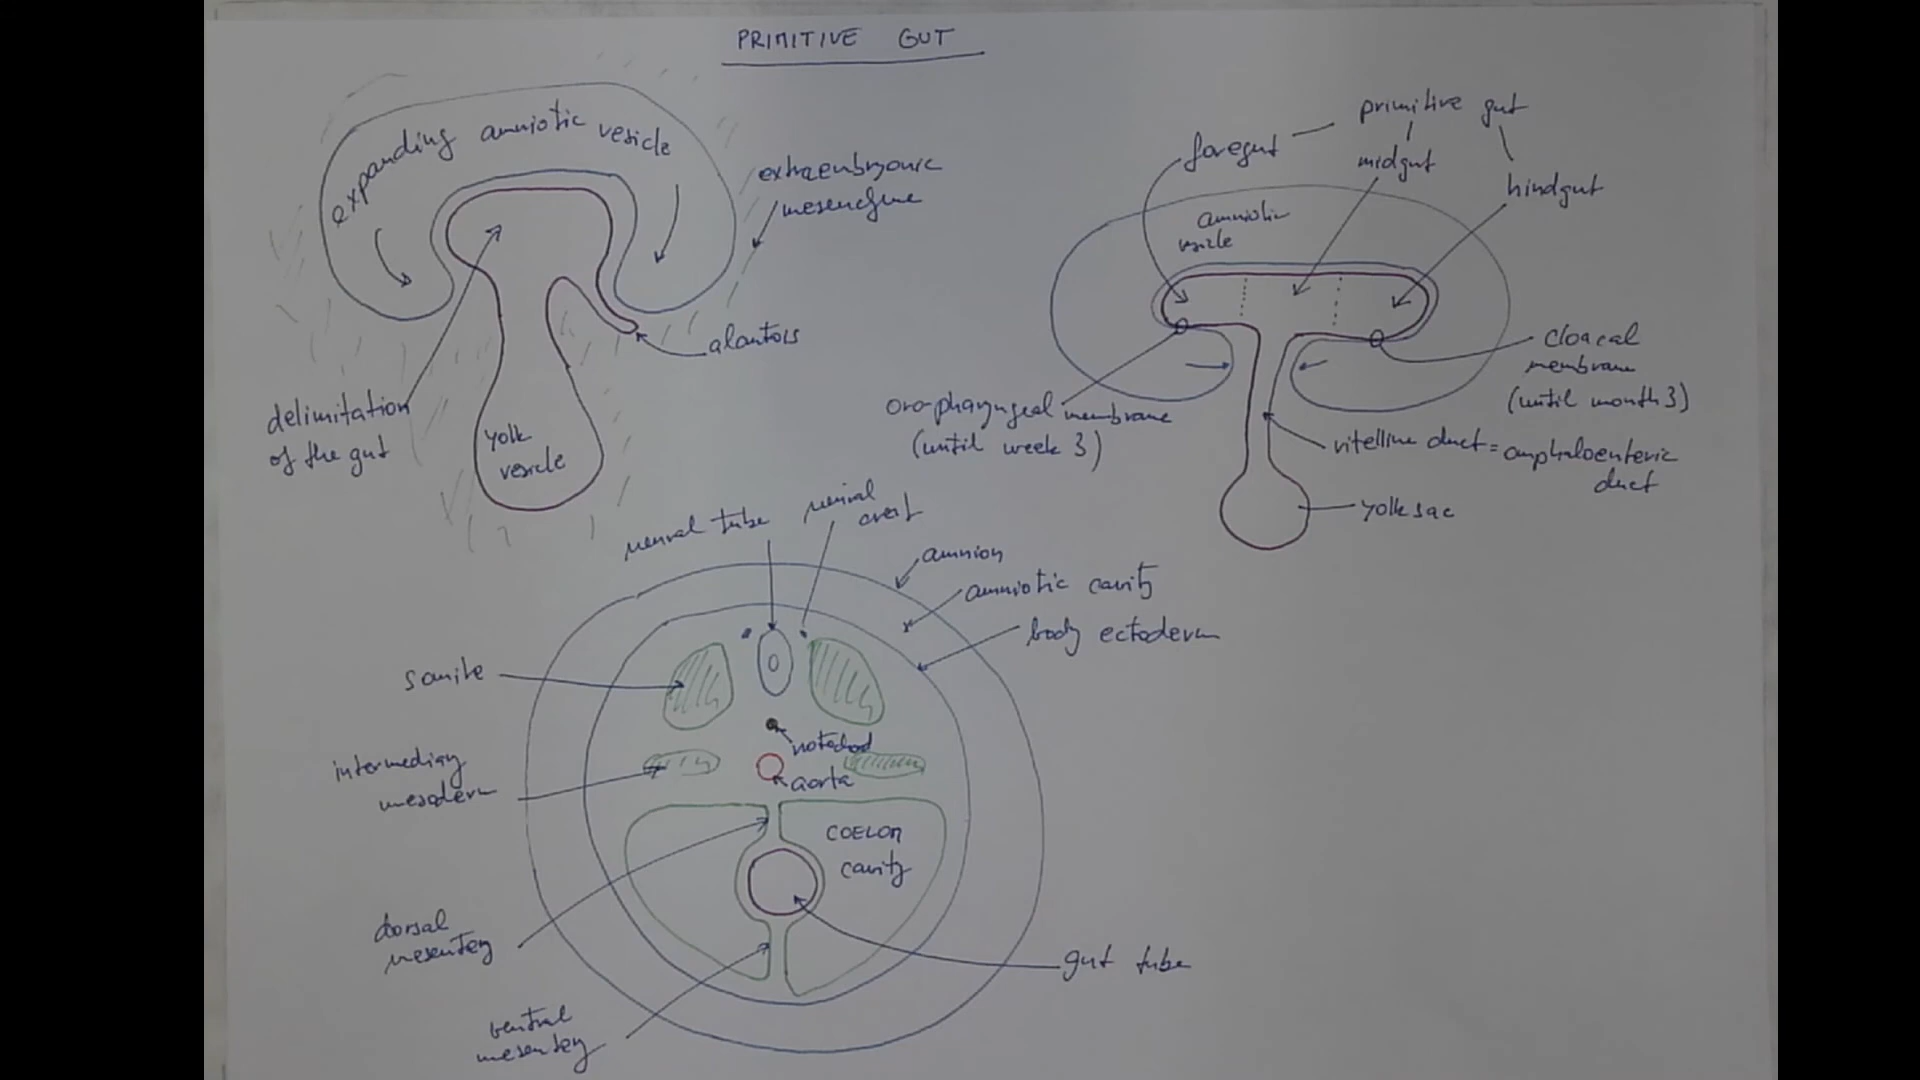 PRIMITIVE GUT
expanding amniotic vesicle
extraembryonic
mesenchyme
alantois
delimitation
of the gut
yolk
vesicle
primitive gut
foregut
midgut
hindgut
amniotic
vesicle
cloacal
membrane
(until month 3)
oropharyngeal membrane
(until week 3)
vitelline duct = omphaloenteric
duct
yolk sac
neural tube
neural
crest
amnion
amniotic cavity
body ectoderm
somite
notochod
aorta
intermediary
mesoderm
COELOM
cavity
dorsal
mesentery
gut tube
ventral
mesentery